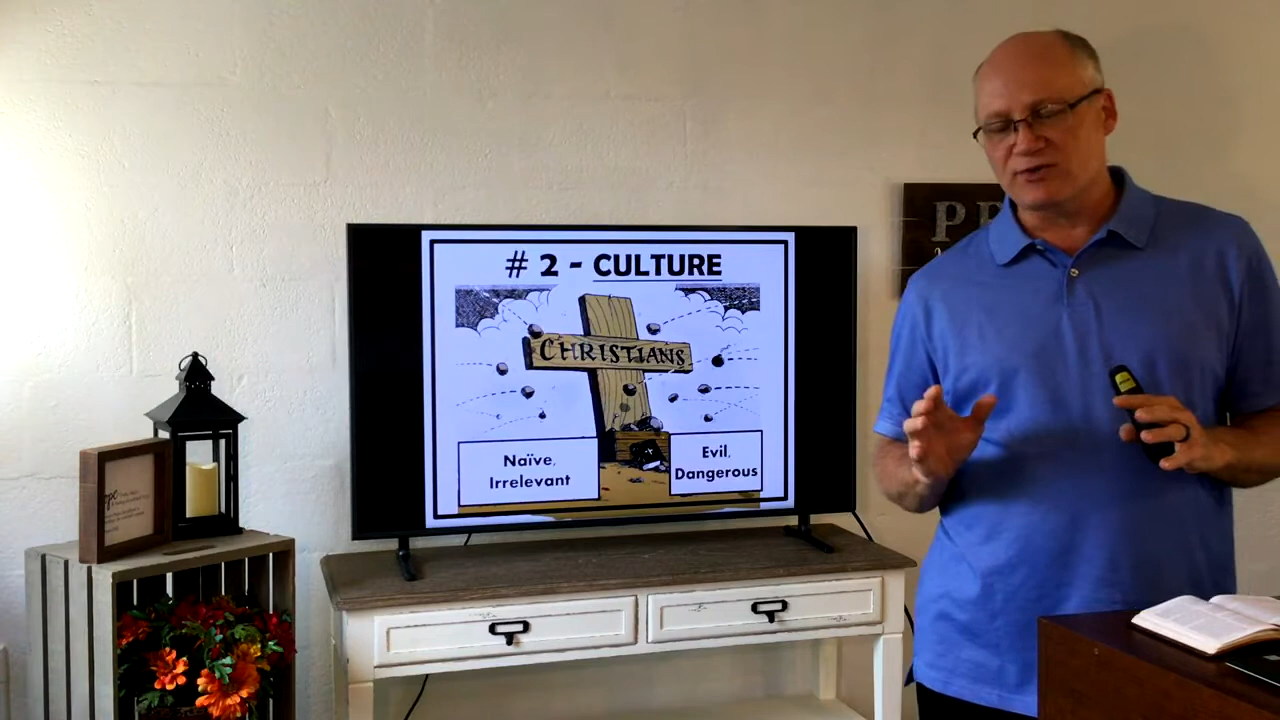 # 2 - CULTURE
CHRISTIANS
Naïve,
Irrelevant
Evil,
Dangerous